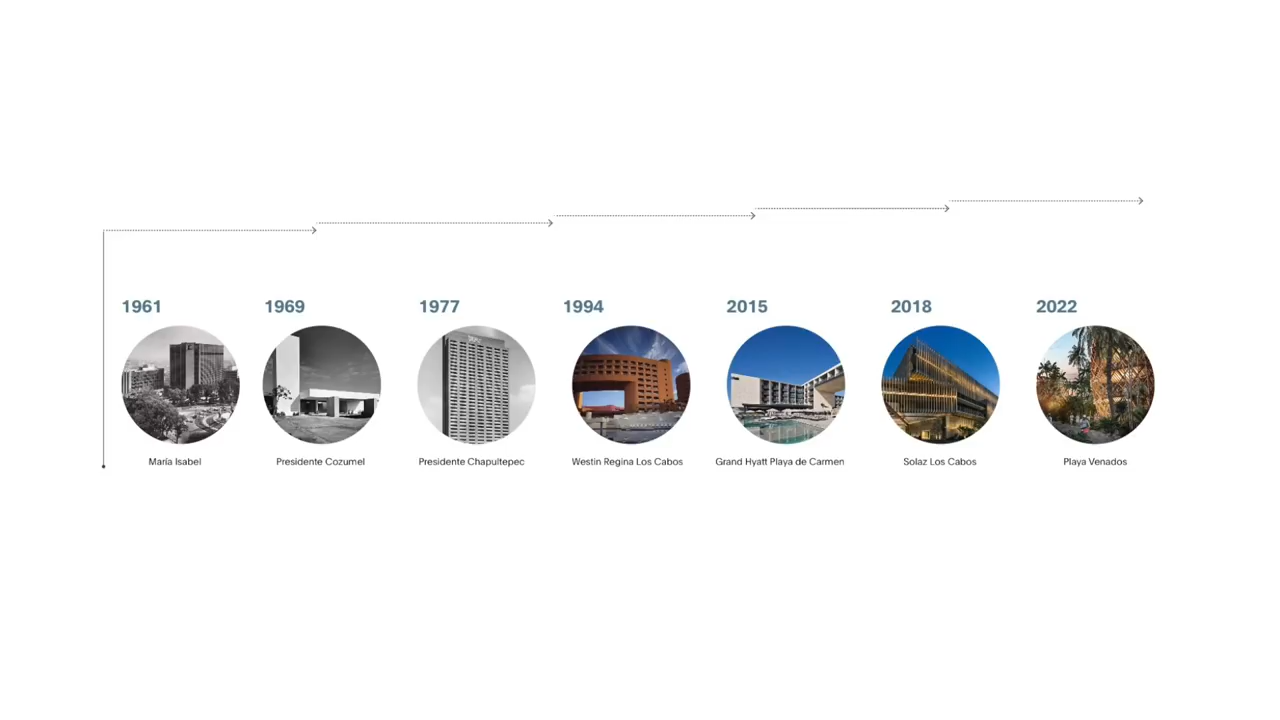 1961
1969
1977
1994
2015
2018
2022
María Isabel
Presidente Cozumel
Presidente Chapultepec
Westin Regina Los Cabos
Grand Hyatt Playa de Carmen
Solaz Los Cabos
Playa Venados